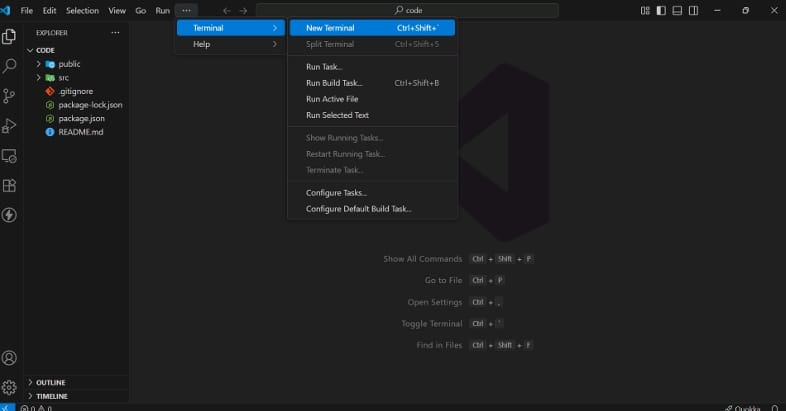 File Edit Selection View Go Run ··· code
EXPLORER ···
CODE
public
src
.gitignore
package-lock.json
package.json
README.md
OUTLINE
TIMELINE
Terminal
Help
New Terminal Ctrl+Shift+`
Split Terminal Ctrl+Shift+5
Run Task...
Run Build Task... Ctrl+Shift+B
Run Active File
Run Selected Text
Show Running Tasks...
Restart Running Task...
Terminate Task...
Configure Tasks...
Configure Default Build Task...
Show All Commands Ctrl + Shift + P
Go to File Ctrl + P
Open Settings Ctrl + ,
Toggle Terminal Ctrl + `
Find in Files Ctrl + Shift + F
0 0 Quokka